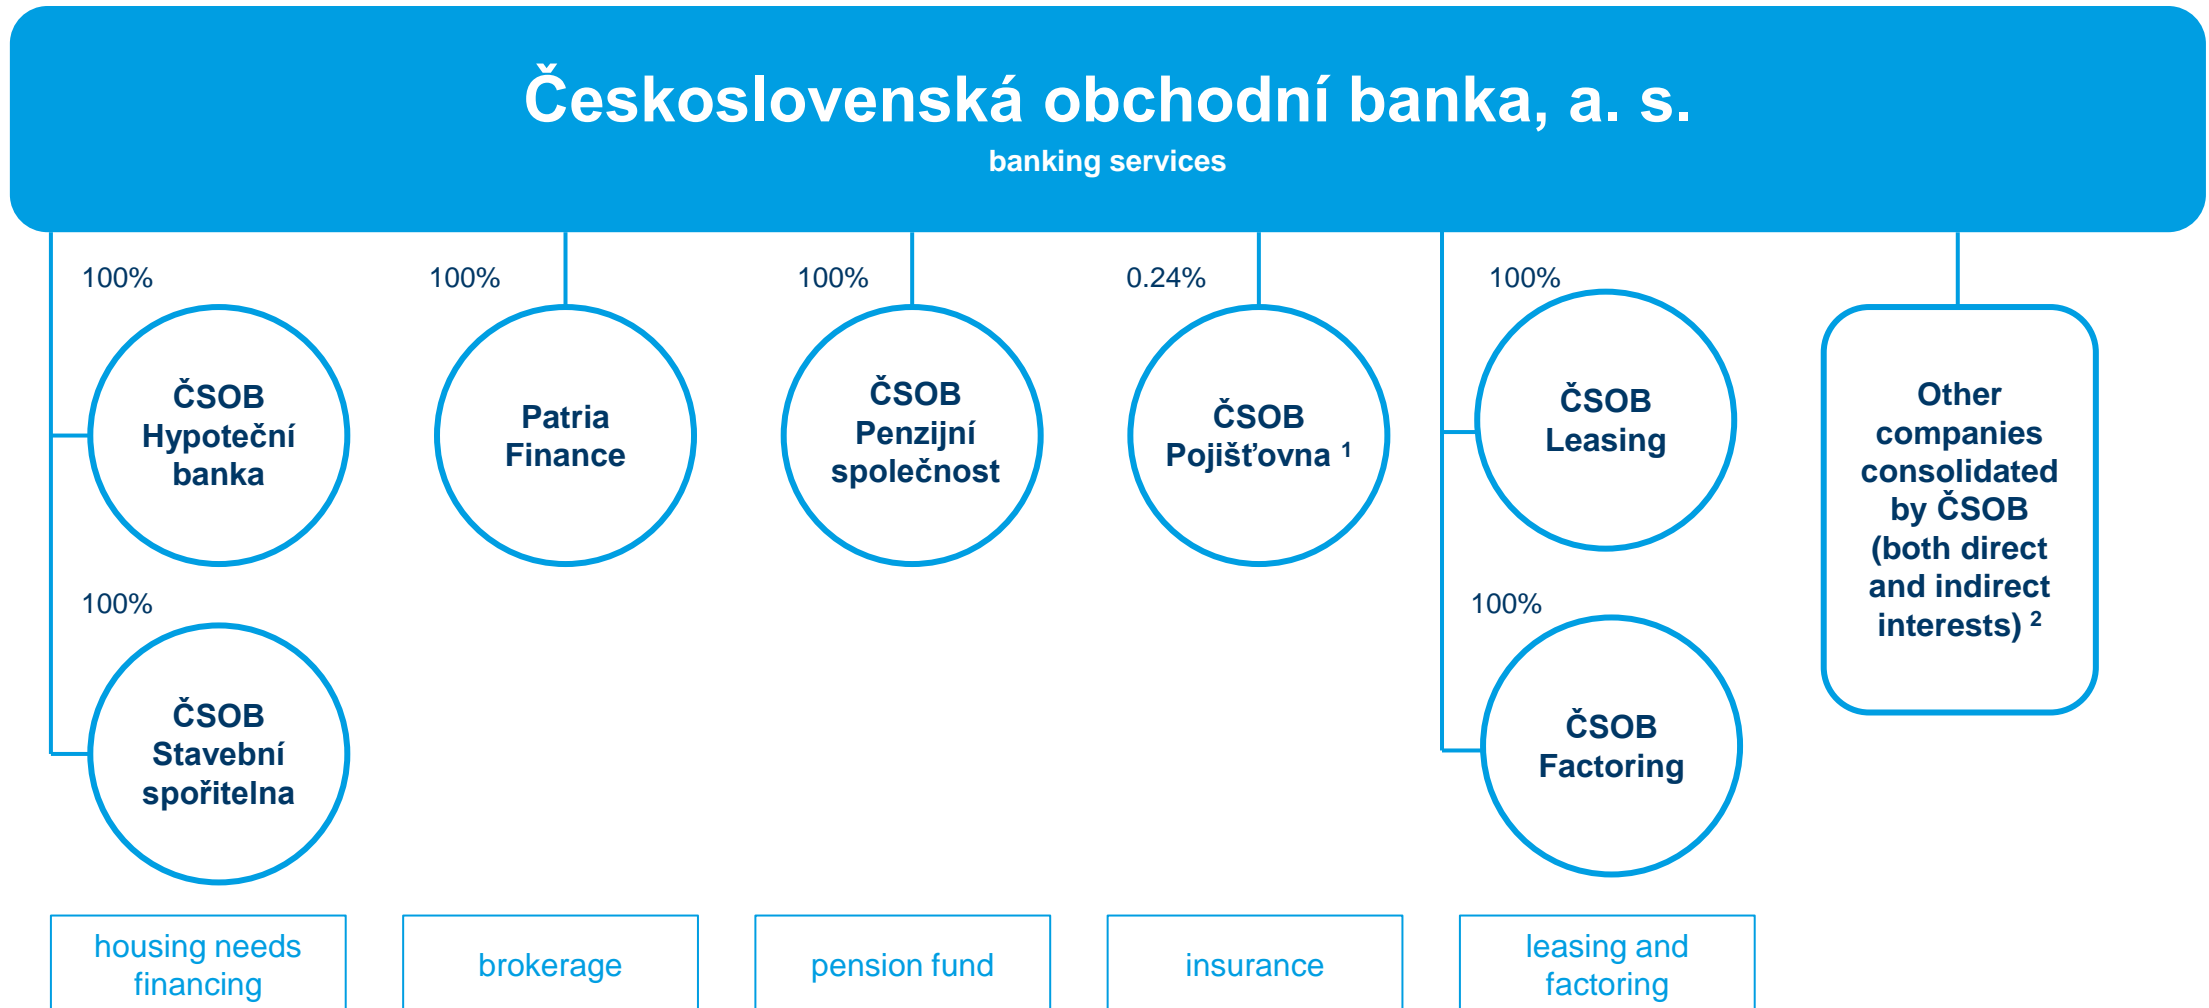 Československá obchodní banka, a. s.
banking services
100%
100%
100%
0.24%
100%
ČSOB
Hypoteční
banka
Patria
Finance
ČSOB
Penzijní
společnost
ČSOB
Pojišťovna ¹
ČSOB
Leasing
Other
companies
consolidated
by ČSOB
(both direct
and indirect
interests) ²
100%
ČSOB
Stavební
spořitelna
100%
ČSOB
Factoring
housing needs
financing
brokerage
pension fund
insurance
leasing and
factoring